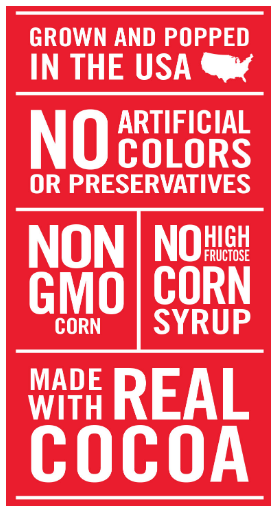 GROWN AND POPPED
IN THE USA
NO ARTIFICIAL
COLORS
OR PRESERVATIVES
NON
GMO
CORN
NO HIGH
FRUCTOSE
CORN
SYRUP
MADE
WITH REAL
COCOA